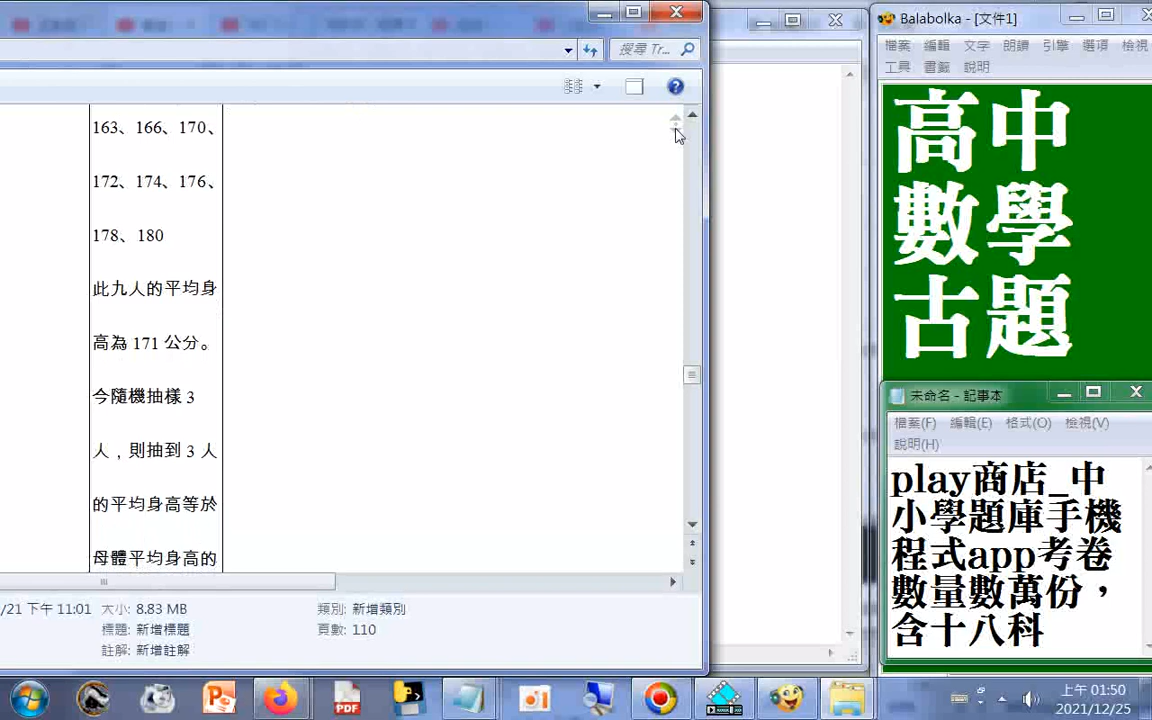 搜尋 Tr...
163、166、170、
172、174、176、
178、180
此九人的平均身
高為 171 公分。
今隨機抽樣 3
人，則抽到 3 人
的平均身高等於
母體平均身高的
/21 下午 11:01 大小: 8.83 MB 類別: 新增類別
標題: 新增標題 頁數: 110
註解: 新增註解
Balabolka - [文件1]
檔案 編輯 文字 朗讀 引擎 選項 檢視
工具 書籤 說明
高中
數學
古題
未命名 - 記事本
檔案(F) 編輯(E) 格式(O) 檢視(V)
說明(H)
play商店_中
小學題庫手機
程式app考卷
數量數萬份，
含十八科
PDF
上午 01:50
2021/12/25